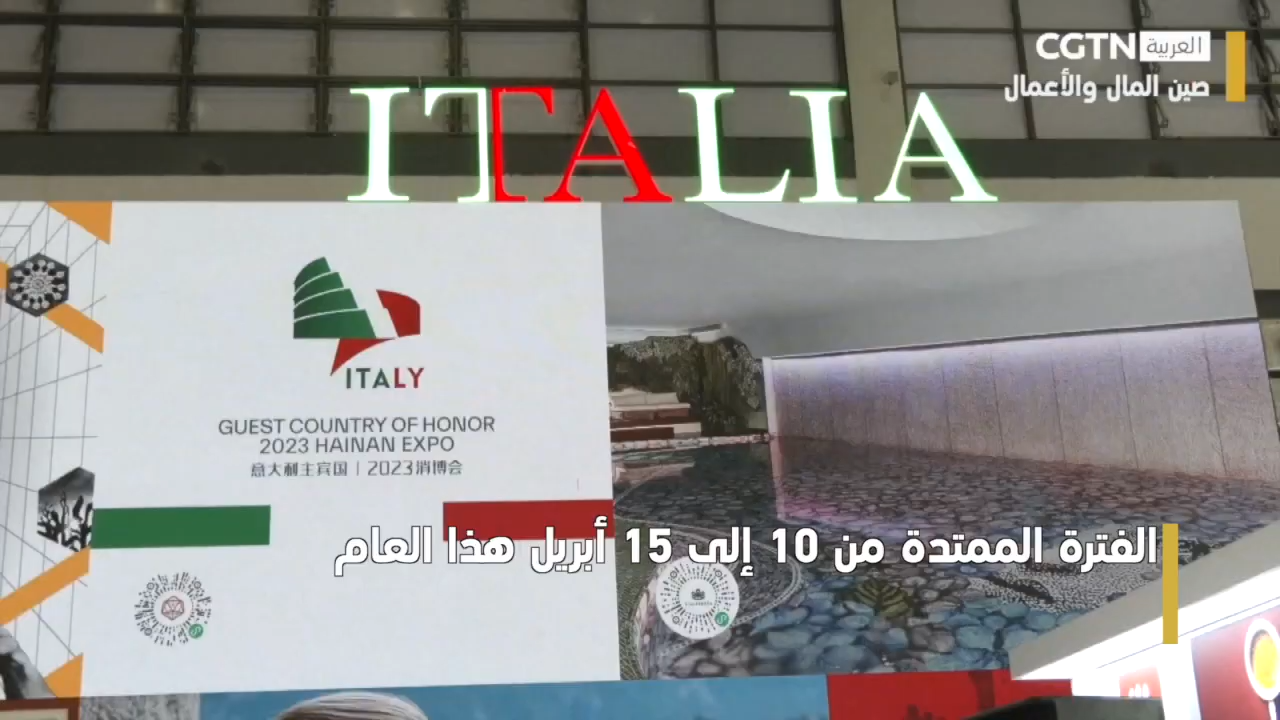 CGTN العربية
صين المال والأعمال
ITALIA
ITALY
GUEST COUNTRY OF HONOR
2023 HAINAN EXPO
意大利主宾国 | 2023消博会
الفترة الممتدة من 10 إلى 15 أبريل هذا العام